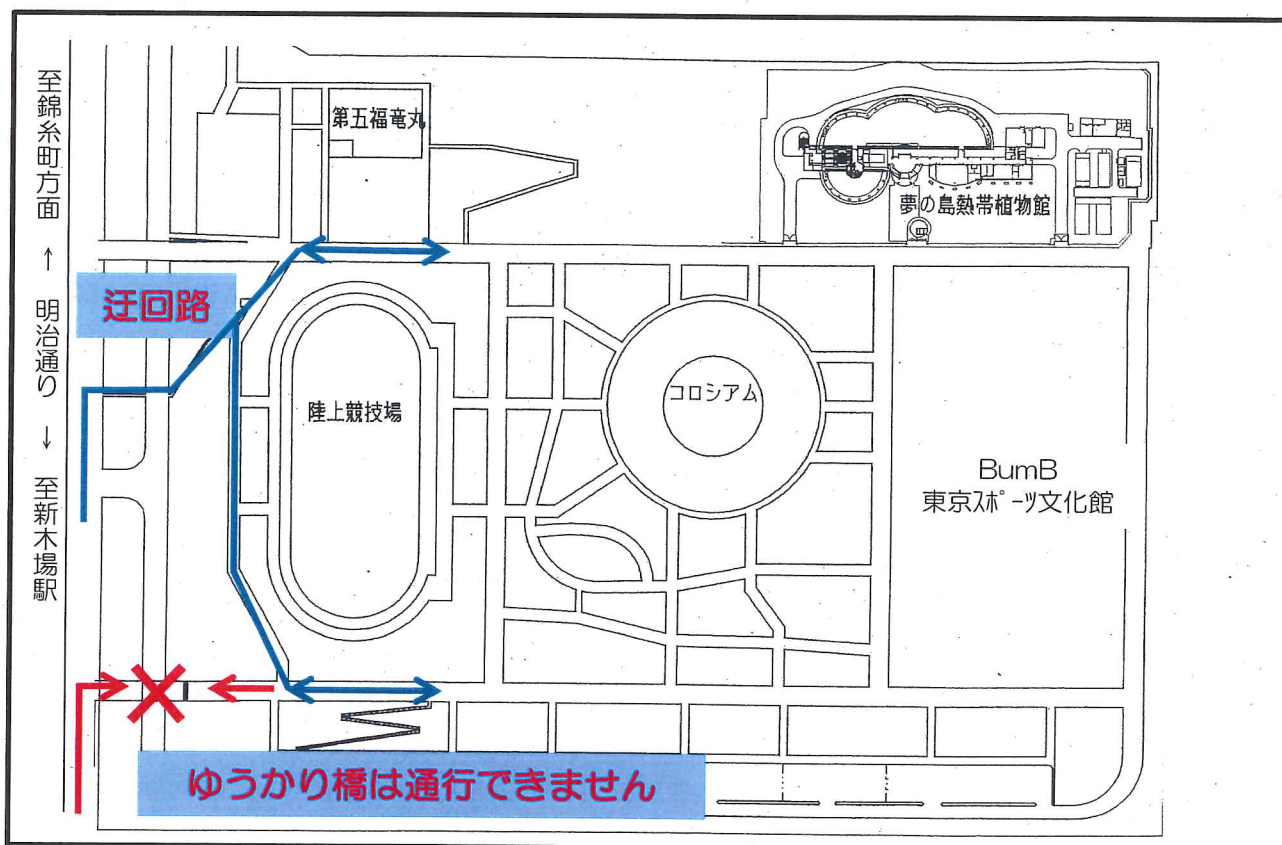 至錦糸町方面 ← 明治通り → 至新木場駅
第五福竜丸
夢の島熱帯植物館
迂回路
陸上競技場
コロシアム
BumB
東京スポーツ文化館
ゆうかり橋は通行できません